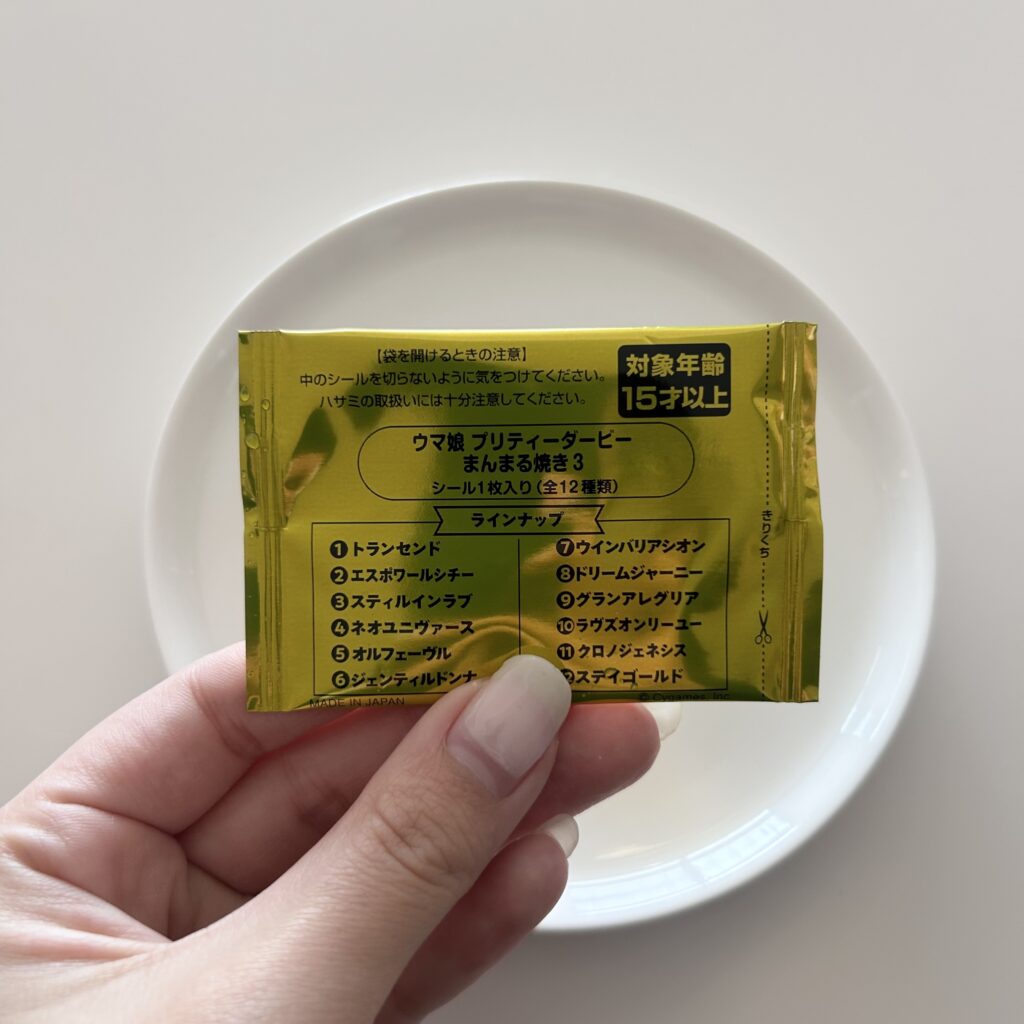 【袋を開けるときの注意】
中のシールを切らないように気をつけてください。
ハサミの取扱いには十分注意してください。
対象年齢
15才以上
ウマ娘 プリティーダービー
まんまる焼き3
シール1枚入り(全12種類)
ラインナップ
❶トランセンド
❷エスポワールシチー
❸スティルインラブ
❹ネオユニヴァース
❺オルフェーヴル
❻ジェンティルドンナ
❼ウインバリアシオン
❽ドリームジャーニー
❾グランアレグリア
❿ラヴズオンリーユー
⓫クロノジェネシス
⓬ステイゴールド
きりくち
MADE IN JAPAN
© Cygames, Inc.